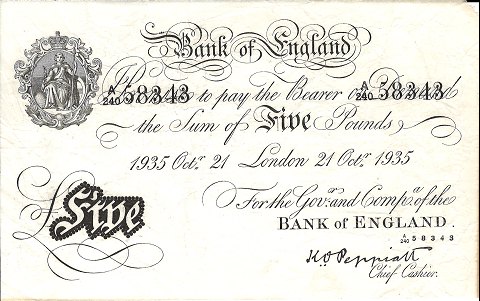 Bank of England
A/240 58343 A/240 58343
I Promise to pay the Bearer on Demand
the Sum of Five Pounds
1935 Octr. 21 London 21 Octr. 1935
For the Govr. and Compa. of the
BANK of ENGLAND.
A/240 58343
£Five
K O Peppiatt
Chief Cashier.